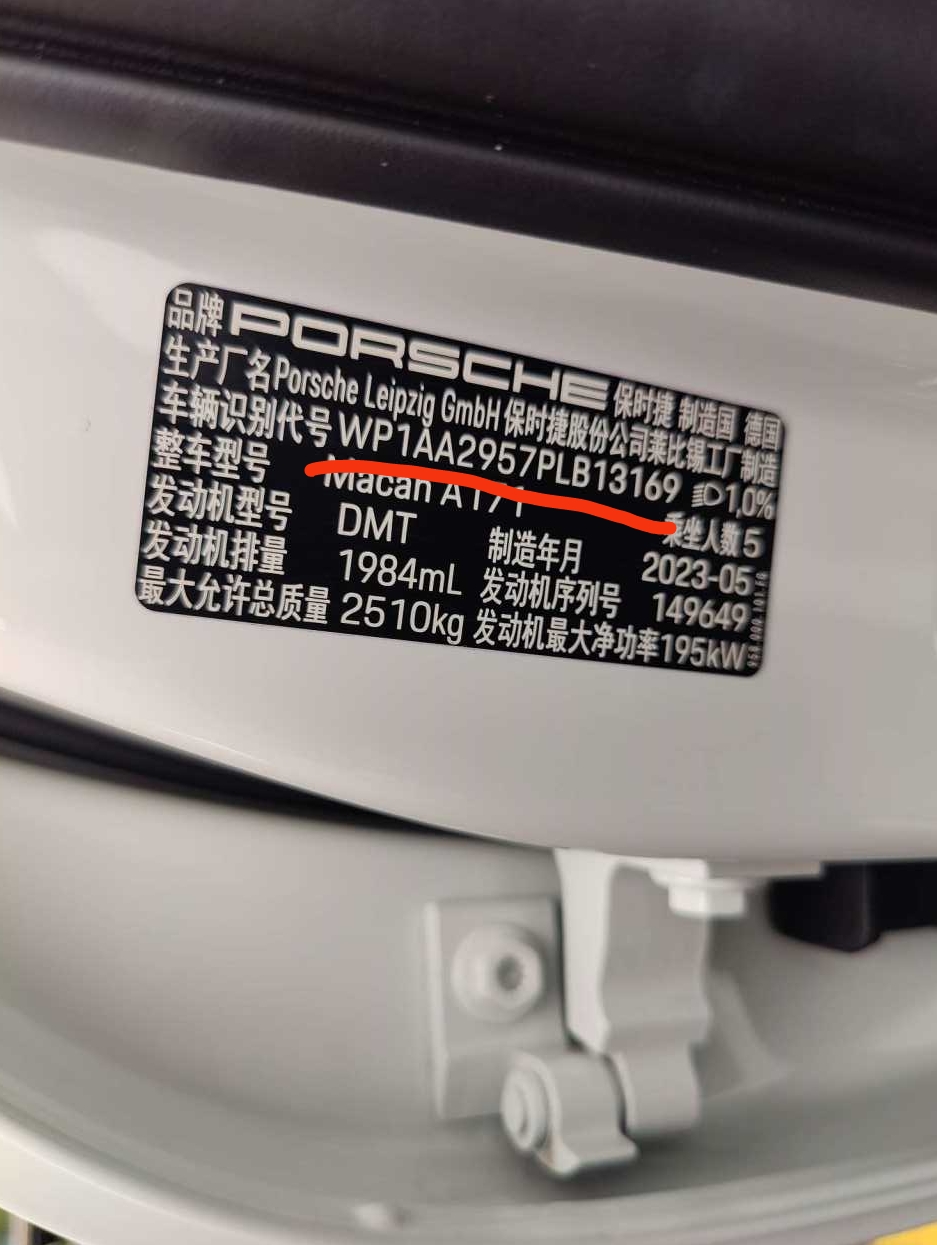 品牌 PORSCHE 保时捷 制造国 德国
生产厂名 Porsche Leipzig GmbH 保时捷股份公司莱比锡工厂制造
车辆识别代号 WP1AA2957PLB13169 1,0%
整车型号 Macan A171 乘坐人数 5
发动机型号 DMT 制造年月 2023-05
发动机排量 1984mL 发动机序列号 149649
最大允许总质量 2510kg 发动机最大净功率 195kW